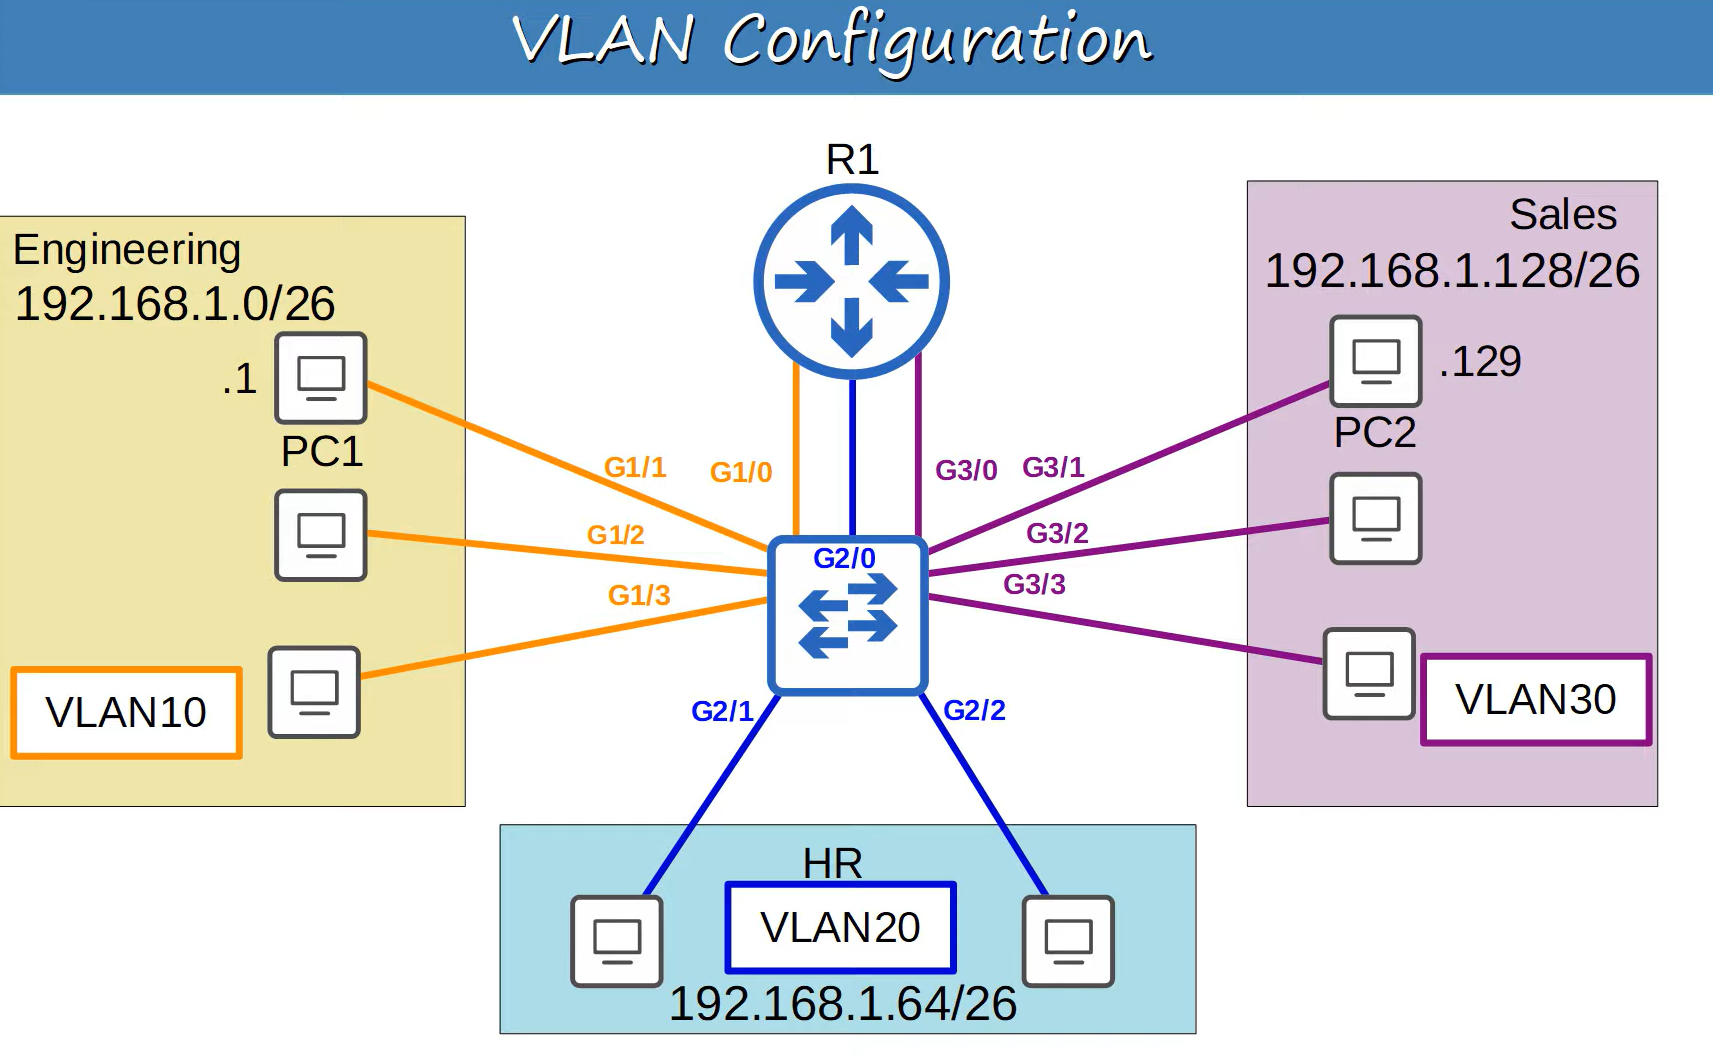 VLAN Configuration
R1
Engineering
192.168.1.0/26
.1
PC1
VLAN10
G1/1
G1/0
G1/2
G1/3
G3/0
G3/1
G3/2
G3/3
G2/0
G2/1
G2/2
Sales
192.168.1.128/26
.129
PC2
VLAN30
HR
VLAN20
192.168.1.64/26